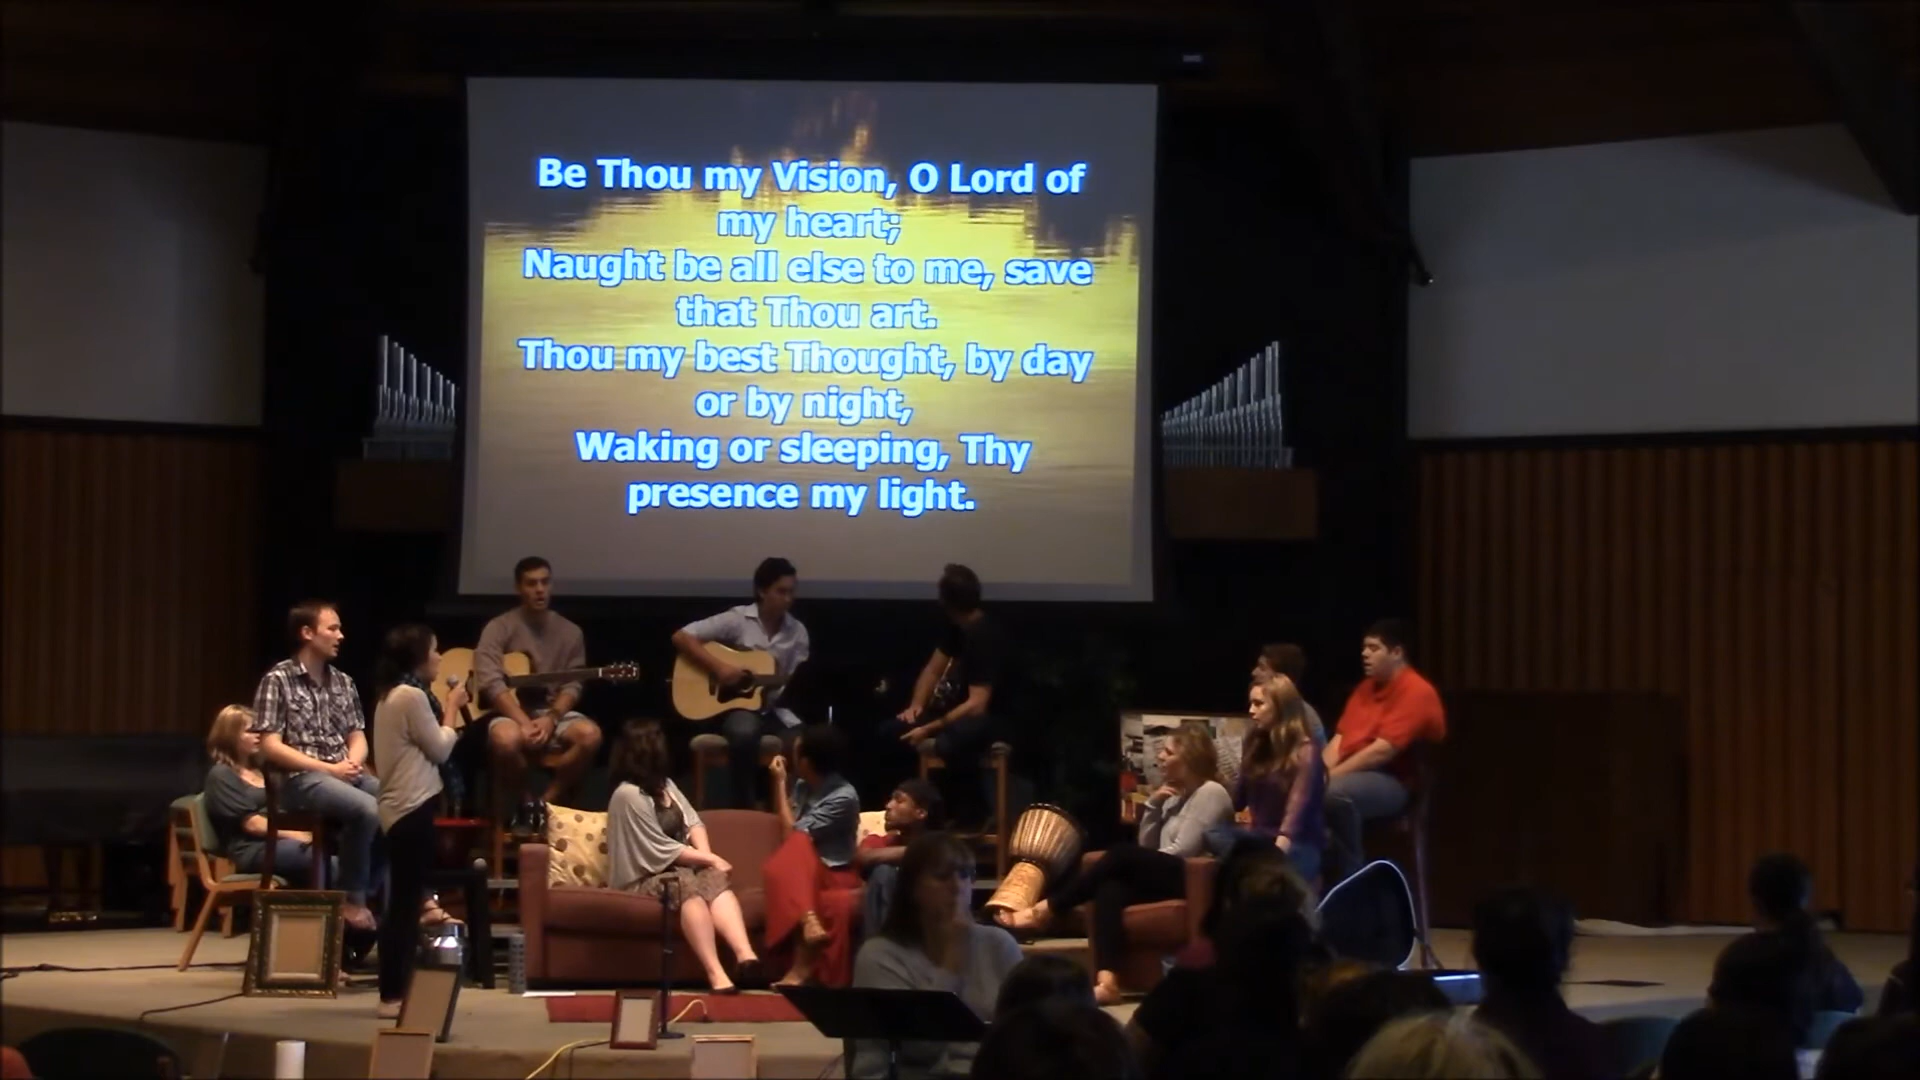 Be Thou my Vision, O Lord of
my heart;
Naught be all else to me, save
that Thou art.
Thou my best Thought, by day
or by night,
Waking or sleeping, Thy
presence my light.